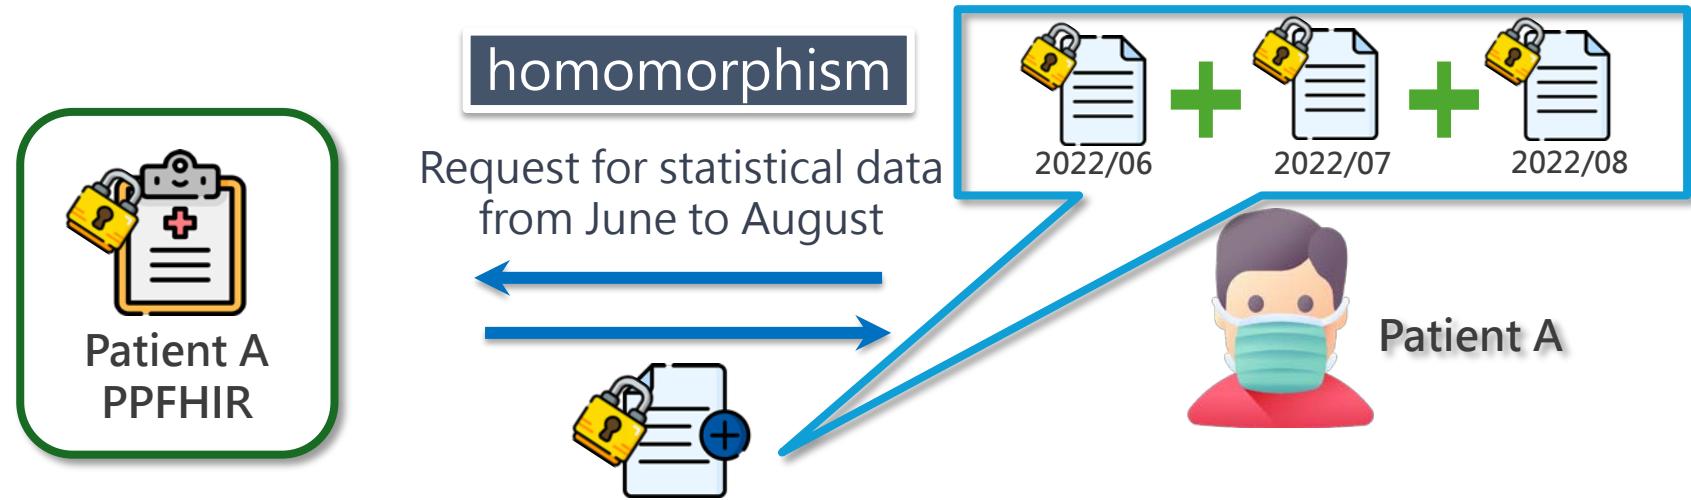 homomorphism
Request for statistical data
from June to August
2022/06
2022/07
2022/08
Patient A
PPFHIR
Patient A